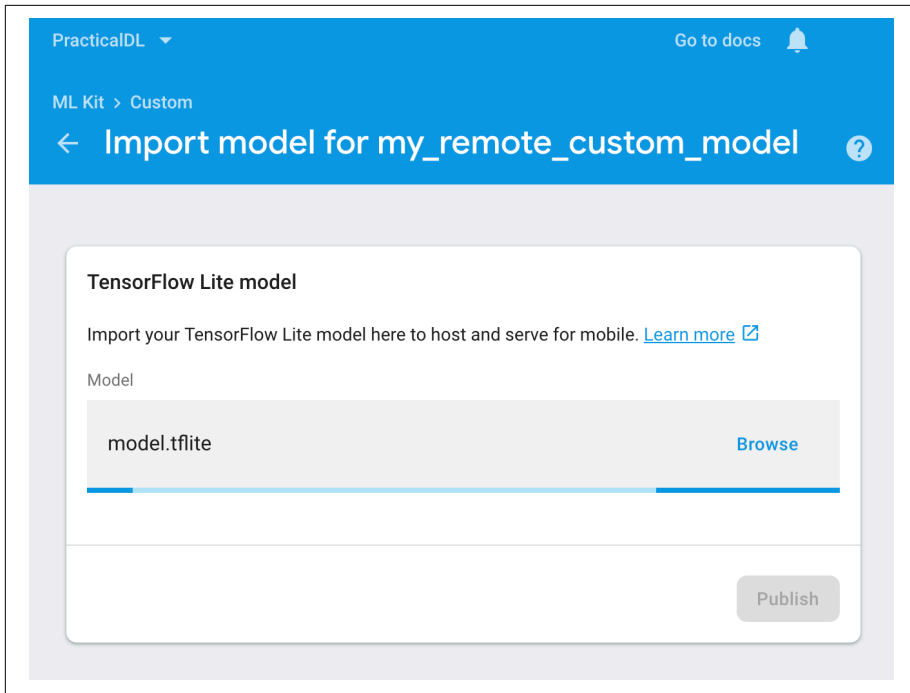 PracticalDL Go to docs
ML Kit > Custom
Import model for my_remote_custom_model
?
TensorFlow Lite model
Import your TensorFlow Lite model here to host and serve for mobile. Learn more
Model
model.tflite Browse
Publish